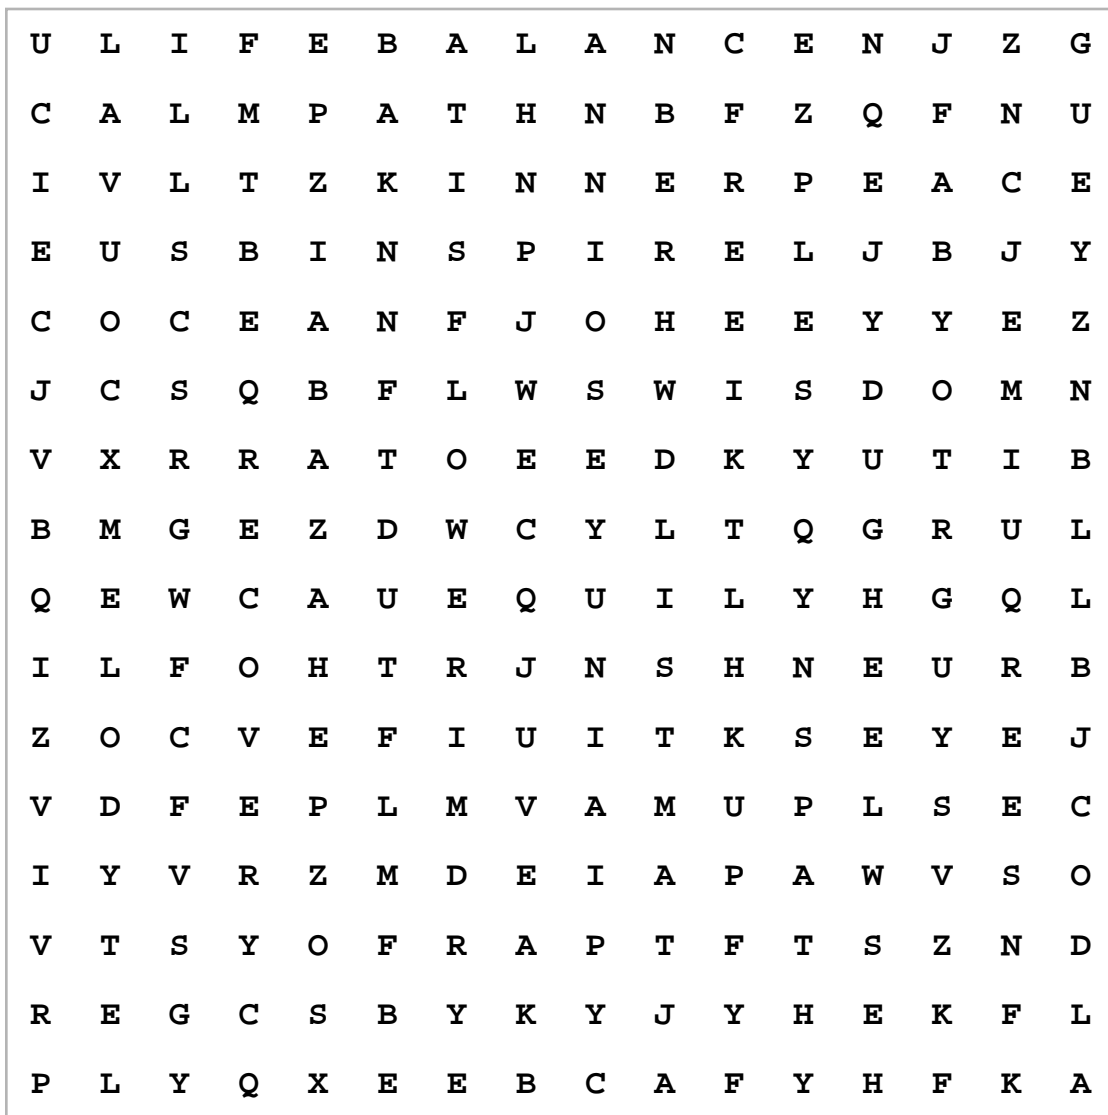 U L I F E B A L A N C E N J Z G
C A L M P A T H N B F Z Q F N U
I V L T Z K I N N E R P E A C E
E U S B I N S P I R E L J B J Y
C O C E A N F J O H E E Y Y E Z
J C S Q B F L W S W I S D O M N
V X R R A T O E E D K Y U T I B
B M G E Z D W C Y L T Q G R U L
Q E W C A U E Q U I L Y H G Q L
I L F O H T R J N S H N E U R B
Z O C V E F I U I T K S E Y E J
V D F E P L M V A M U P L S E C
I Y V R Z M D E I A P A W V S O
V T S Y O F R A P T F T S Z N D
R E G C S B Y K Y J Y H E K F L
P L Y Q X E E B C A F Y H F K A